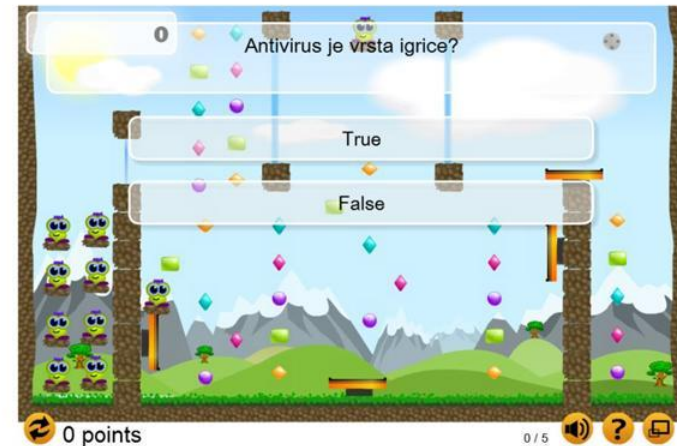 0
Antivirus je vrsta igrice?
True
False
0 points
0 / 5
?